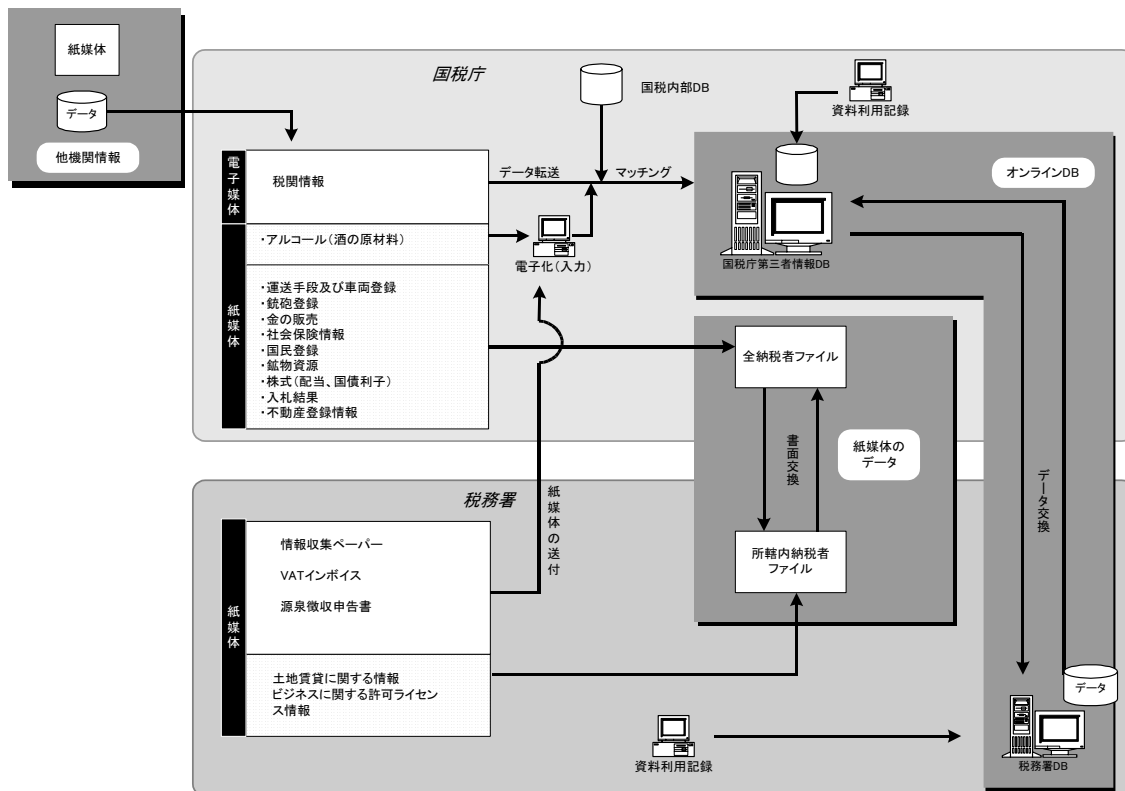 紙媒体
データ
他機関情報
国税庁
国税内部DB
資料利用記録
電子媒体
税関情報
データ転送
マッチング
オンラインDB
国税庁第三者情報DB
紙媒体
・アルコール(酒の原材料)
電子化(入力)
・運送手段及び車両登録
・銃砲登録
・金の販売
・社会保険情報
・国民登録
・鉱物資源
・株式(配当、国債利子)
・入札結果
・不動産登録情報
全納税者ファイル
書面交換
紙媒体の
データ
データ交換
税務署
紙媒体の送付
紙媒体
情報収集ペーパー
VATインボイス
源泉徴収申告書
所轄内納税者
ファイル
土地賃貸に関する情報
ビジネスに関する許可ライセン
ス情報
資料利用記録
データ
税務署DB